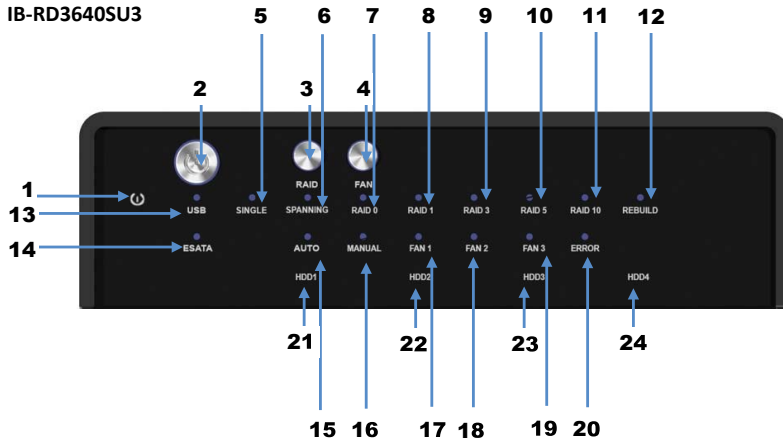 IB-RD3640SU3
5 6 7 8 9 10 11 12
2 3 4
RAID FAN
1
13 USB SINGLE SPANNING RAID 0 RAID 1 RAID 3 RAID 5 RAID 10 REBUILD
14 ESATA AUTO MANUAL FAN 1 FAN 2 FAN 3 ERROR
HDD1 HDD2 HDD3 HDD4
21 22 23 24
15 16 17 18 19 20